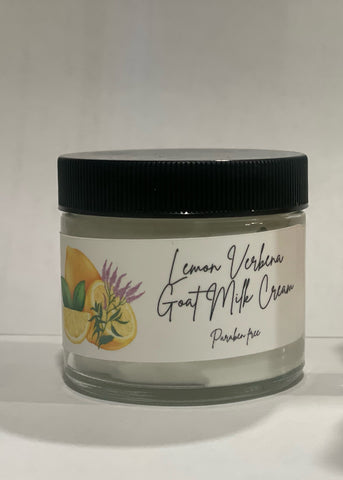 Lemon Verbena
Goat Milk Cream
Paraben free